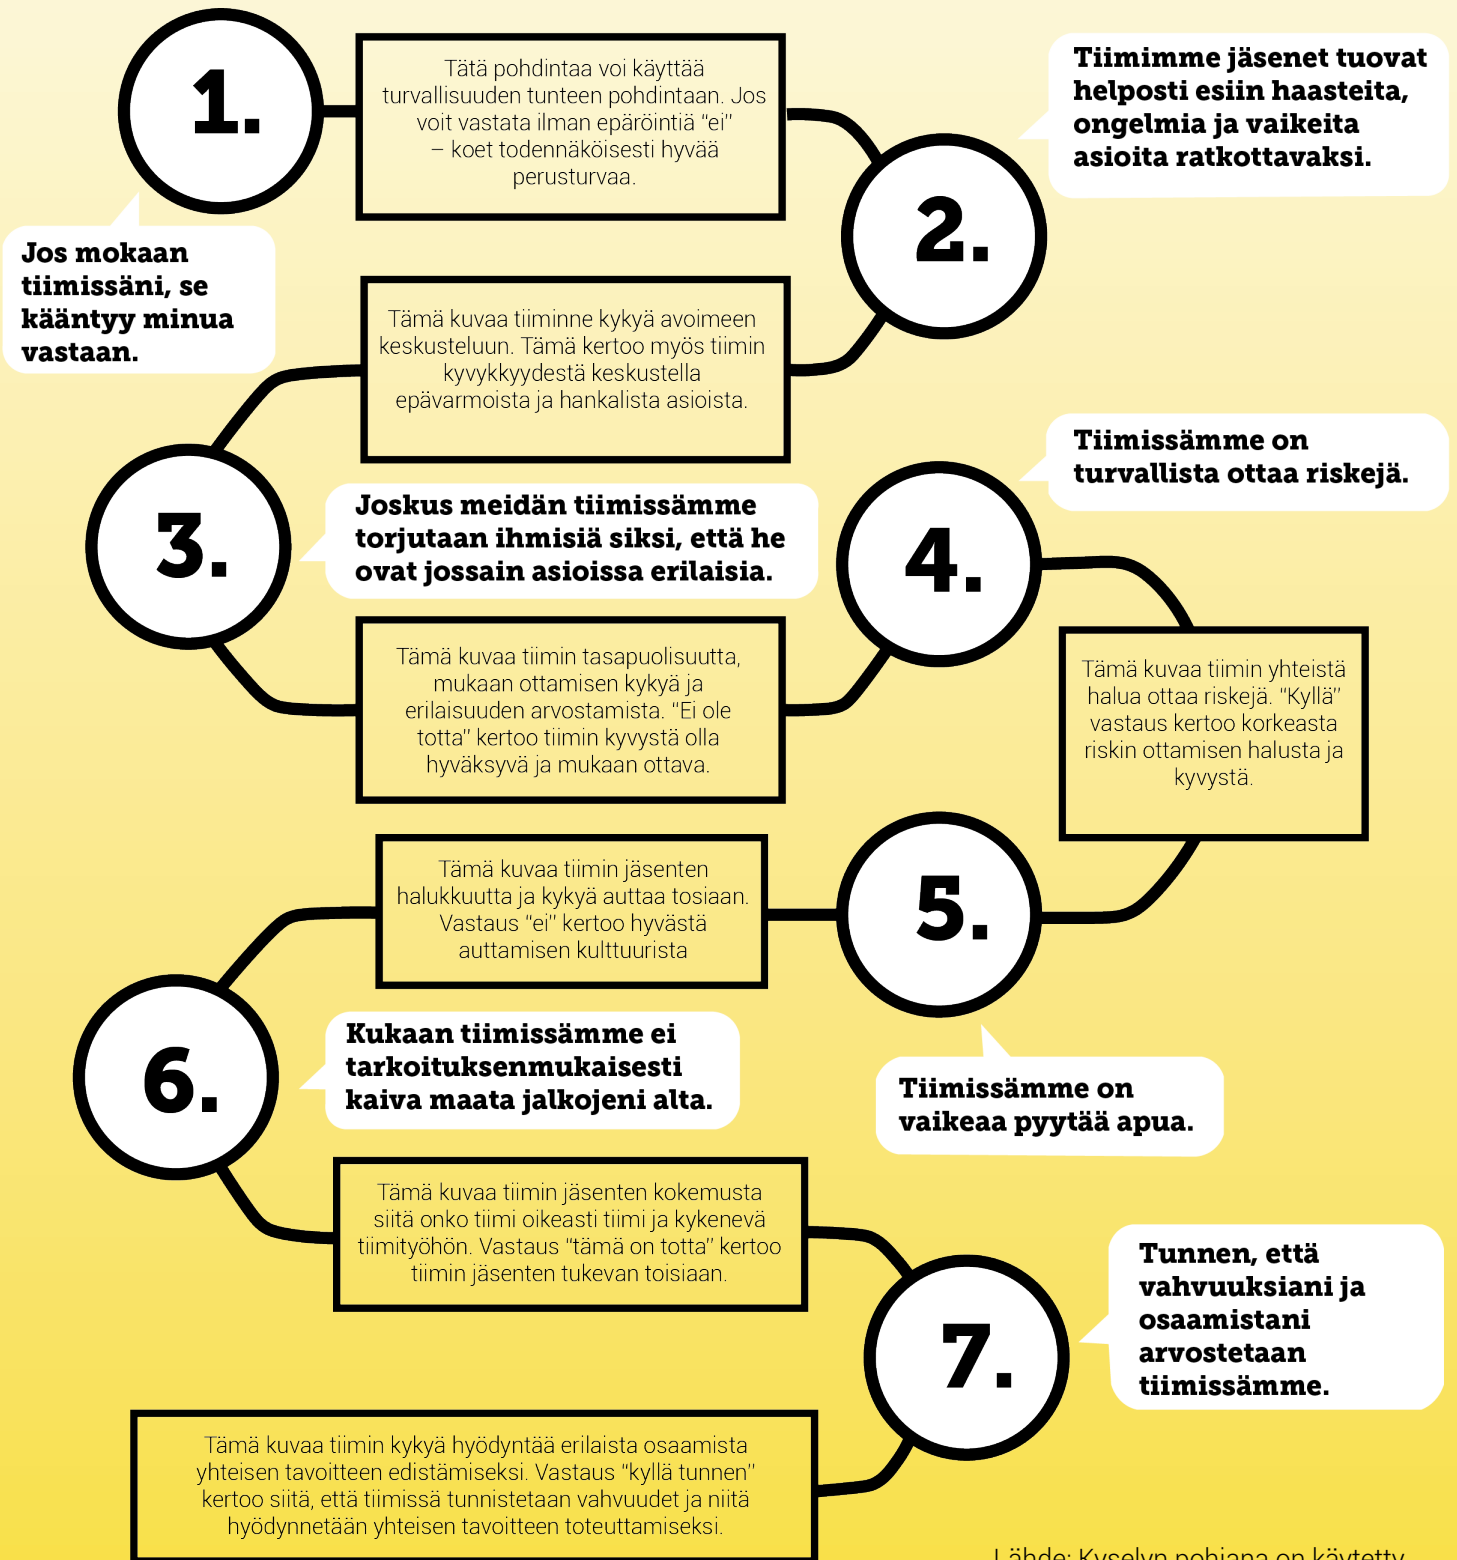 1.
Jos mokaan
tiimissäni, se
kääntyy minua
vastaan.
Tätä pohdintaa voi käyttää
turvallisuuden tunteen pohdintaan. Jos
voit vastata ilman epäröintiä “ei”
– koet todennäköisesti hyvää
perusturvaa.
2.
Tiimimme jäsenet tuovat
helposti esiin haasteita,
ongelmia ja vaikeita
asioita ratkottavaksi.
Tämä kuvaa tiiminne kykyä avoimeen
keskusteluun. Tämä kertoo myös tiimin
kyvykkyydestä keskustella
epävarmoista ja hankalista asioista.
3.
Joskus meidän tiimissämme
torjutaan ihmisiä siksi, että he
ovat jossain asioissa erilaisia.
Tämä kuvaa tiimin tasapuolisuutta,
mukaan ottamisen kykyä ja
erilaisuuden arvostamista. “Ei ole
totta” kertoo tiimin kyvystä olla
hyväksyvä ja mukaan ottava.
4.
Tiimissämme on
turvallista ottaa riskejä.
Tämä kuvaa tiimin yhteistä
halua ottaa riskejä. “Kyllä”
vastaus kertoo korkeasta
riskin ottamisen halusta ja
kyvystä.
5.
Tiimissämme on
vaikeaa pyytää apua.
Tämä kuvaa tiimin jäsenten
halukkuutta ja kykyä auttaa tosiaan.
Vastaus “ei” kertoo hyvästä
auttamisen kulttuurista
6.
Kukaan tiimissämme ei
tarkoituksenmukaisesti
kaiva maata jalkojeni alta.
Tämä kuvaa tiimin jäsenten kokemusta
siitä onko tiimi oikeasti tiimi ja kykenevä
tiimityöhön. Vastaus “tämä on totta” kertoo
tiimin jäsenten tukevan toisiaan.
7.
Tunnen, että
vahvuuksiani ja
osaamistani
arvostetaan
tiimissämme.
Tämä kuvaa tiimin kykyä hyödyntää erilaista osaamista
yhteisen tavoitteen edistämiseksi. Vastaus “kyllä tunnen”
kertoo siitä, että tiimissä tunnistetaan vahvuudet ja niitä
hyödynnetään yhteisen tavoitteen toteuttamiseksi.
Lähde: Kyselyn pohjana on käytetty